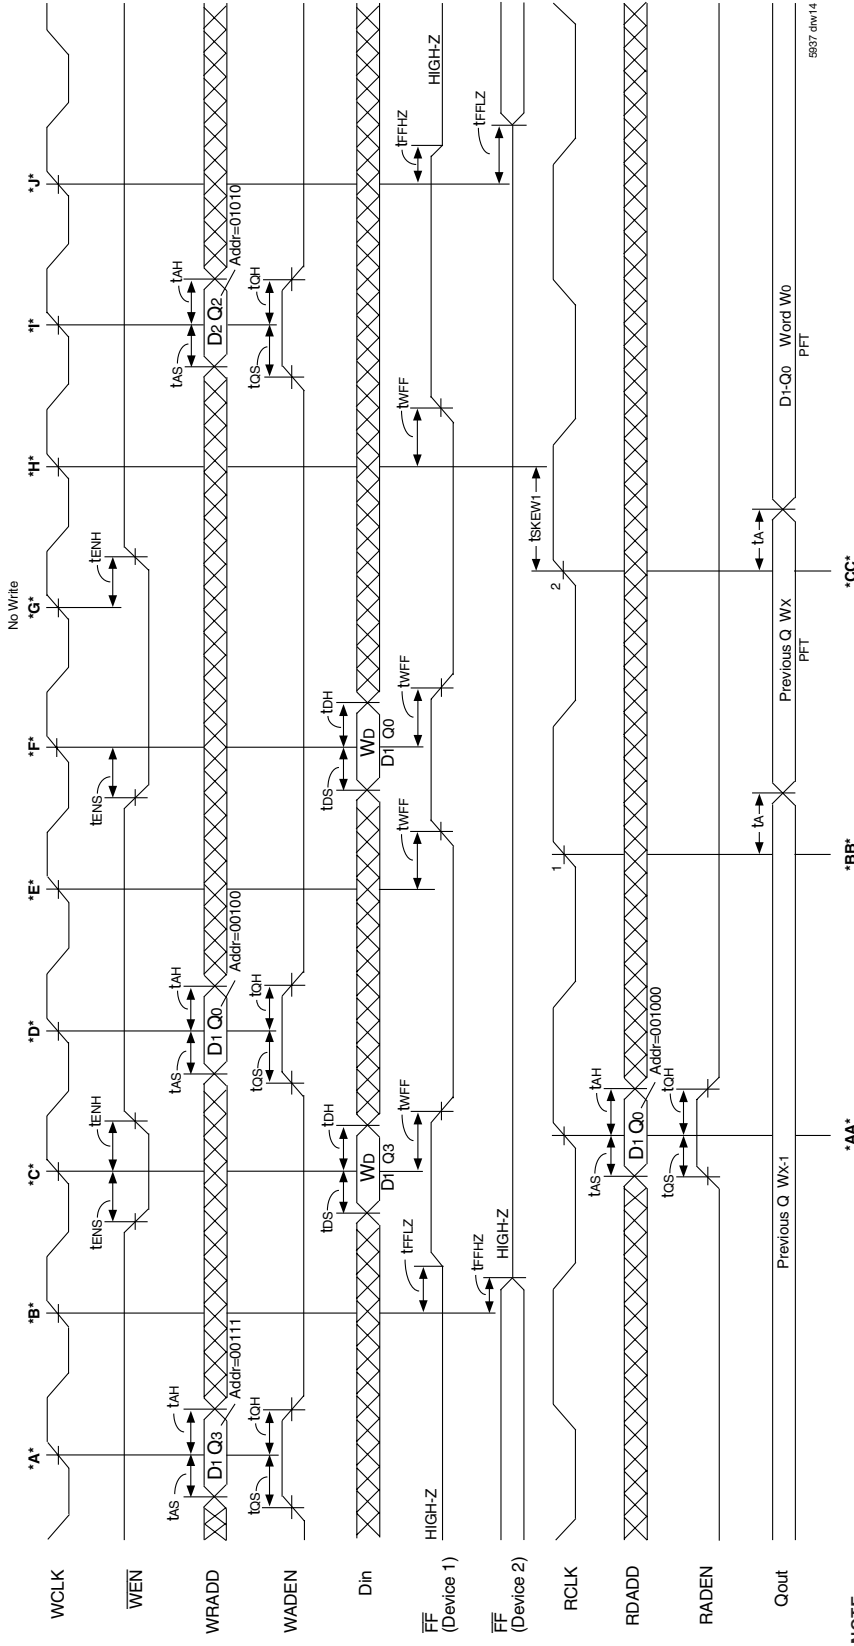 No Write
*A*
*B*
*C*
*D*
*E*
*F*
*G*
*H*
*I*
*J*
WCLK
tENS
tENH
tENS
tENH
WEN
tAS
tAH
tAS
tAH
tAS
tAH
WRADD
D1 Q3
D1 Q0
D2 Q2
Addr=00111
Addr=00100
Addr=01010
tQS
tQH
tQS
tQH
tQS
tQH
WADEN
tDS
tDH
tDS
tDH
Din
WD
D1 Q3
WD
D1 Q0
tFFLZ
tWFF
tWFF
tWFF
tWFF
tFFHZ
HIGH-Z
HIGH-Z
FF
(Device 1)
tFFHZ
tFFLZ
HIGH-Z
FF
(Device 2)
tSKEW1
1
2
RCLK
tAS
tAH
RDADD
D1 Q0
Addr=001000
tQS
tQH
RADEN
tA
tA
Qout
Previous Q WX-1
Previous Q WX
PFT
D1-Q0 Word W0
PFT
5937 drw14
*AA*
*BB*
*CC*